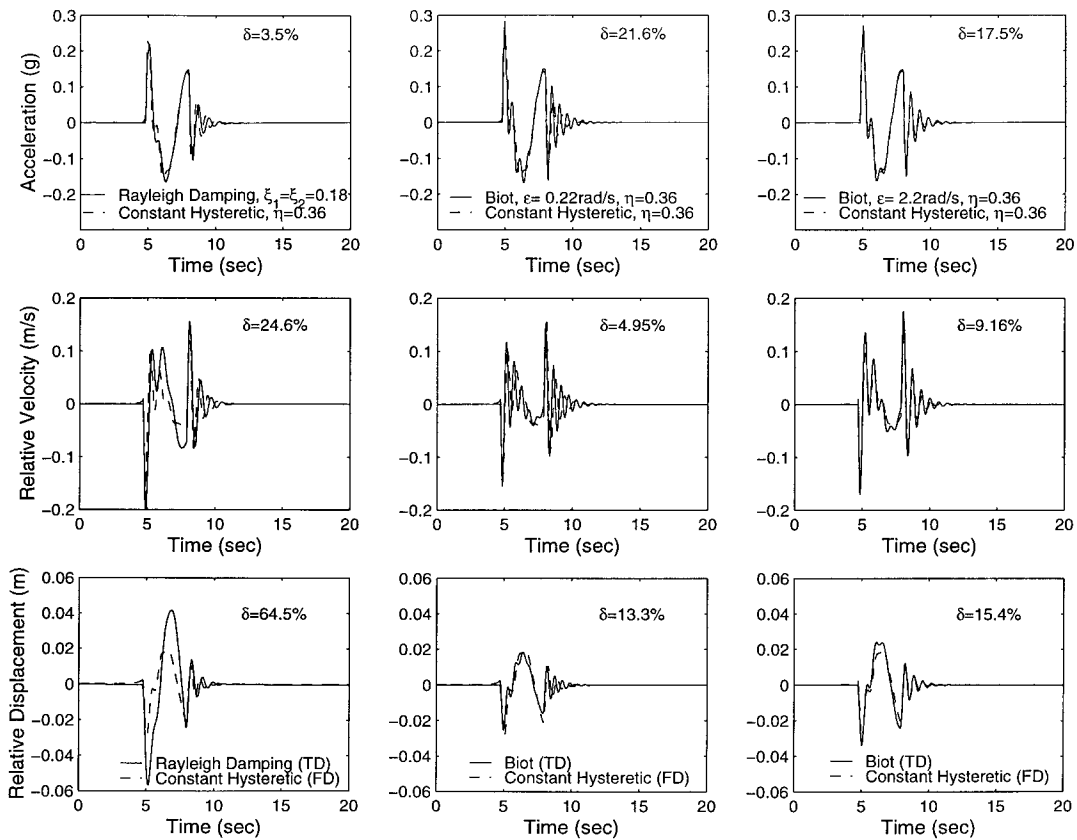 0.3
0.2
0.1
0
−0.1
−0.2
Acceleration (g)
δ=3.5%
Rayleigh Damping, ξ1=ξ2=0.18
Constant Hysteretic, η=0.36
0 5 10 15 20
Time (sec)
0.3
0.2
0.1
0
−0.1
−0.2
δ=21.6%
Biot, ε= 0.22rad/s, η=0.36
Constant Hysteretic, η=0.36
0 5 10 15 20
Time (sec)
0.3
0.2
0.1
0
−0.1
−0.2
δ=17.5%
Biot, ε= 2.2rad/s, η=0.36
Constant Hysteretic, η=0.36
0 5 10 15 20
Time (sec)
0.2
0.1
0
−0.1
−0.2
Relative Velocity (m/s)
δ=24.6%
0 5 10 15 20
Time (sec)
0.2
0.1
0
−0.1
−0.2
δ=4.95%
0 5 10 15 20
Time (sec)
0.2
0.1
0
−0.1
−0.2
δ=9.16%
0 5 10 15 20
Time (sec)
0.06
0.04
0.02
0
−0.02
−0.04
−0.06
Relative Displacement (m)
δ=64.5%
Rayleigh Damping (TD)
Constant Hysteretic (FD)
0 5 10 15 20
Time (sec)
0.06
0.04
0.02
0
−0.02
−0.04
−0.06
δ=13.3%
Biot (TD)
Constant Hysteretic (FD)
0 5 10 15 20
Time (sec)
0.06
0.04
0.02
0
−0.02
−0.04
−0.06
δ=15.4%
Biot (TD)
Constant Hysteretic (FD)
0 5 10 15 20
Time (sec)